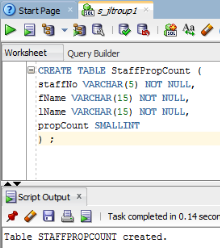 Start Page
s_jltroup1
Worksheet Query Builder
CREATE TABLE StaffPropCount (
staffNo VARCHAR(5) NOT NULL,
fName VARCHAR(15) NOT NULL,
lName VARCHAR(15) NOT NULL,
propCount SMALLINT
) ;
Script Output
Task completed in 0.14 secon
Table STAFFPROPCOUNT created.